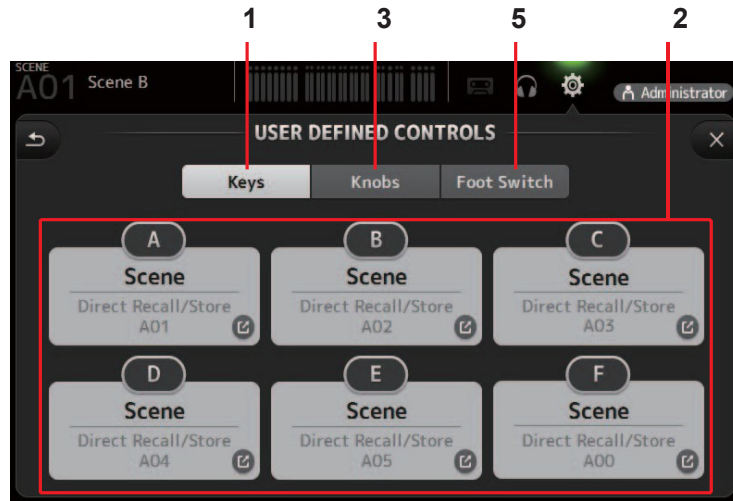 1 3 5 2
SCENE
A01 Scene B
Administrator
USER DEFINED CONTROLS
Keys Knobs Foot Switch
A B C
Scene Scene Scene
Direct Recall/Store Direct Recall/Store Direct Recall/Store
A01 A02 A03
D E F
Scene Scene Scene
Direct Recall/Store Direct Recall/Store Direct Recall/Store
A04 A05 A00